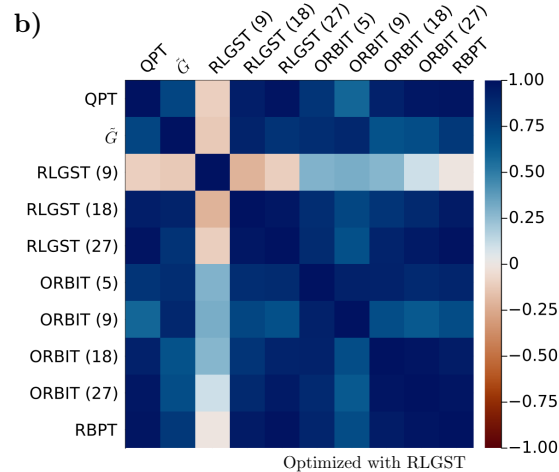 b)
QPT
G̃
RLGST (9)
RLGST (18)
RLGST (27)
ORBIT (5)
ORBIT (9)
ORBIT (18)
ORBIT (27)
RBPT
QPT
G̃
RLGST (9)
RLGST (18)
RLGST (27)
ORBIT (5)
ORBIT (9)
ORBIT (18)
ORBIT (27)
RBPT
1.00
0.75
0.50
0.25
0
−0.25
−0.50
−0.75
−1.00
Optimized with RLGST